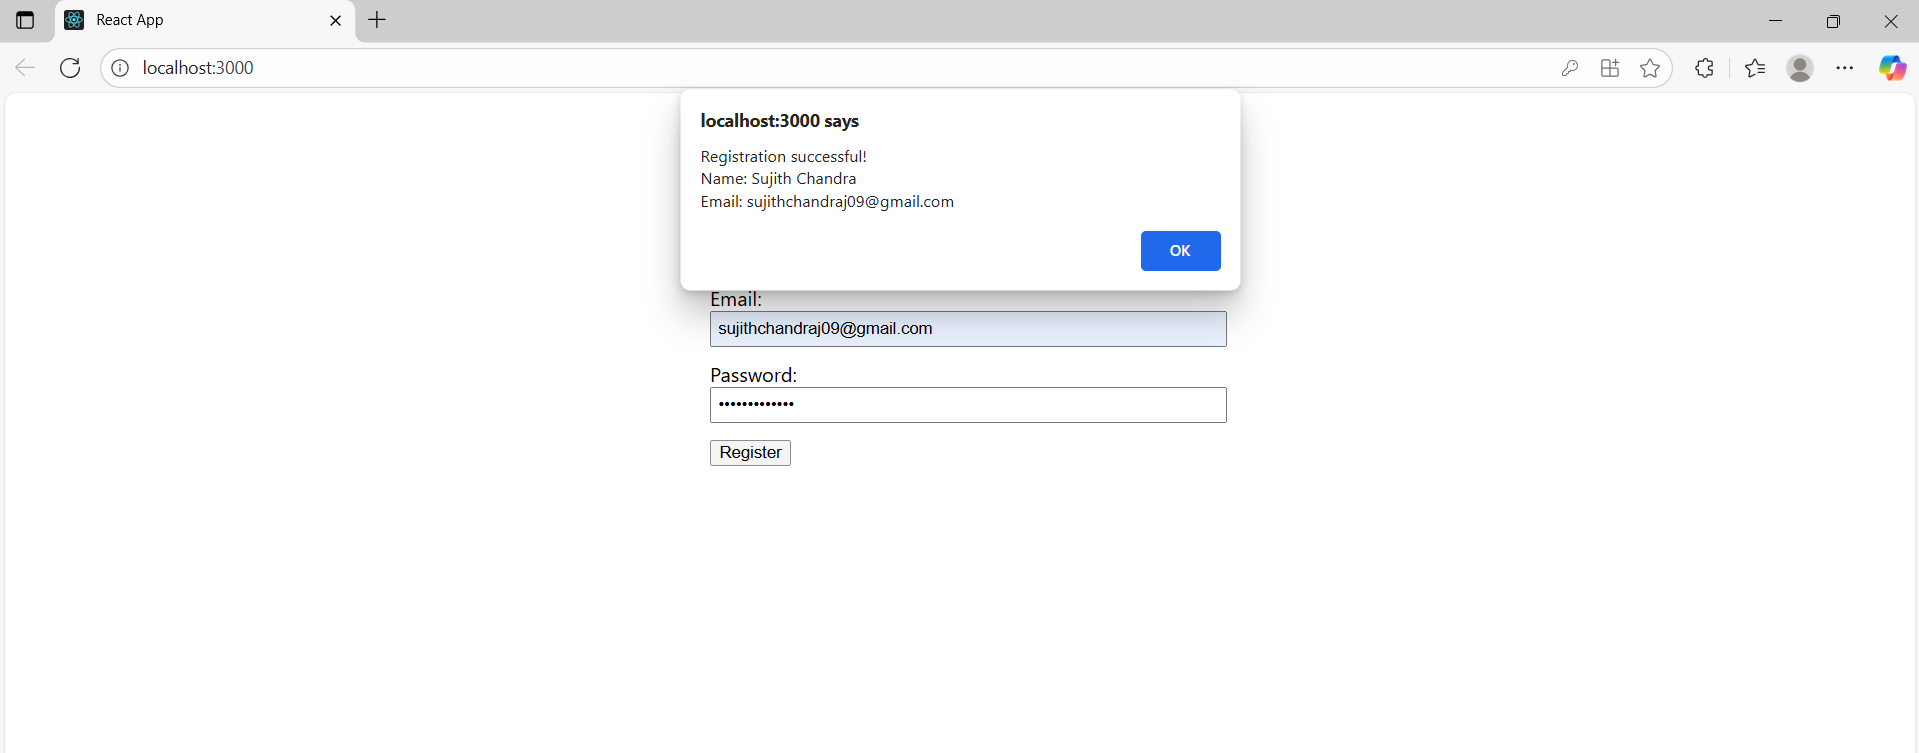 React App
localhost:3000
localhost:3000 says
Registration successful!
Name: Sujith Chandra
Email: sujithchandraj09@gmail.com
OK
Email:
sujithchandraj09@gmail.com
Password:
•••••••••••••
Register